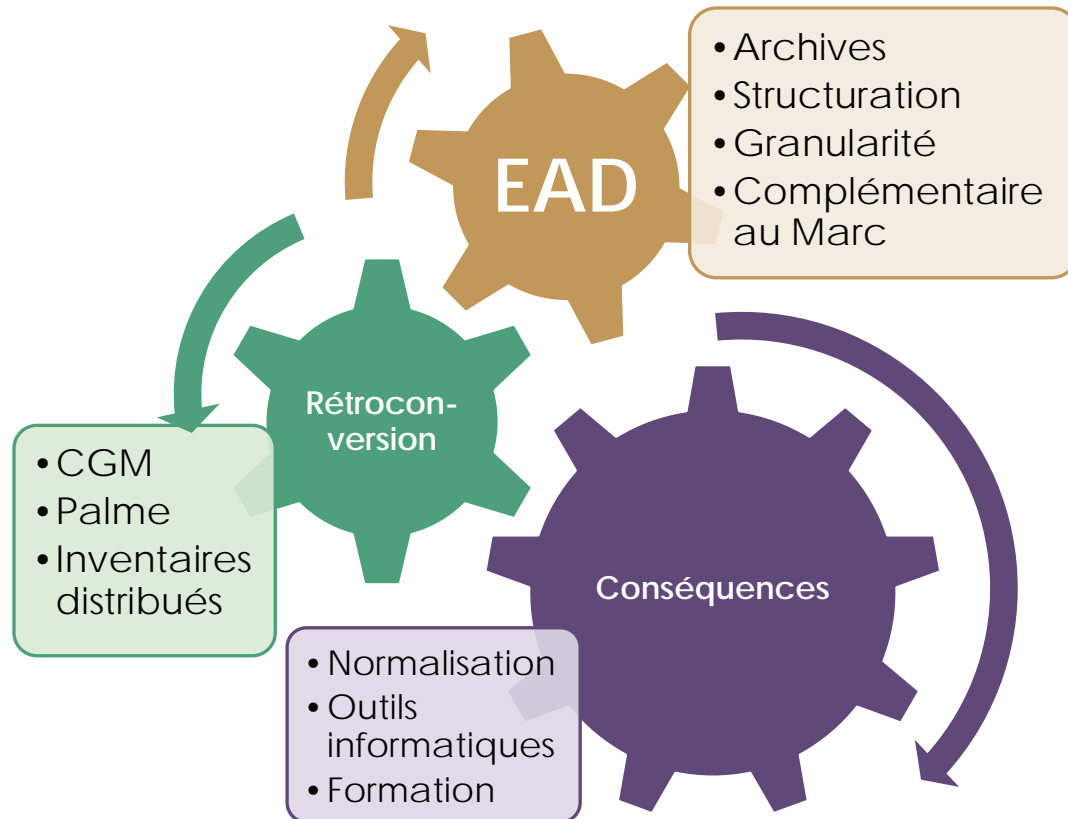 EAD
• Archives
• Structuration
• Granularité
• Complémentaire
au Marc
Rétrocon-
version
• CGM
• Palme
• Inventaires
distribués
Conséquences
• Normalisation
• Outils
informatiques
• Formation